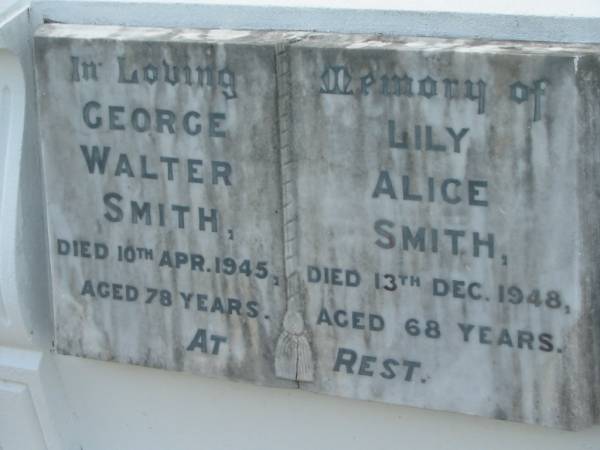 In Loving
GEORGE
WALTER
SMITH,
DIED 10TH APR. 1945,
AGED 78 YEARS.
AT
Memory of
LILY
ALICE
SMITH,
DIED 13TH DEC. 1948,
AGED 68 YEARS.
REST.